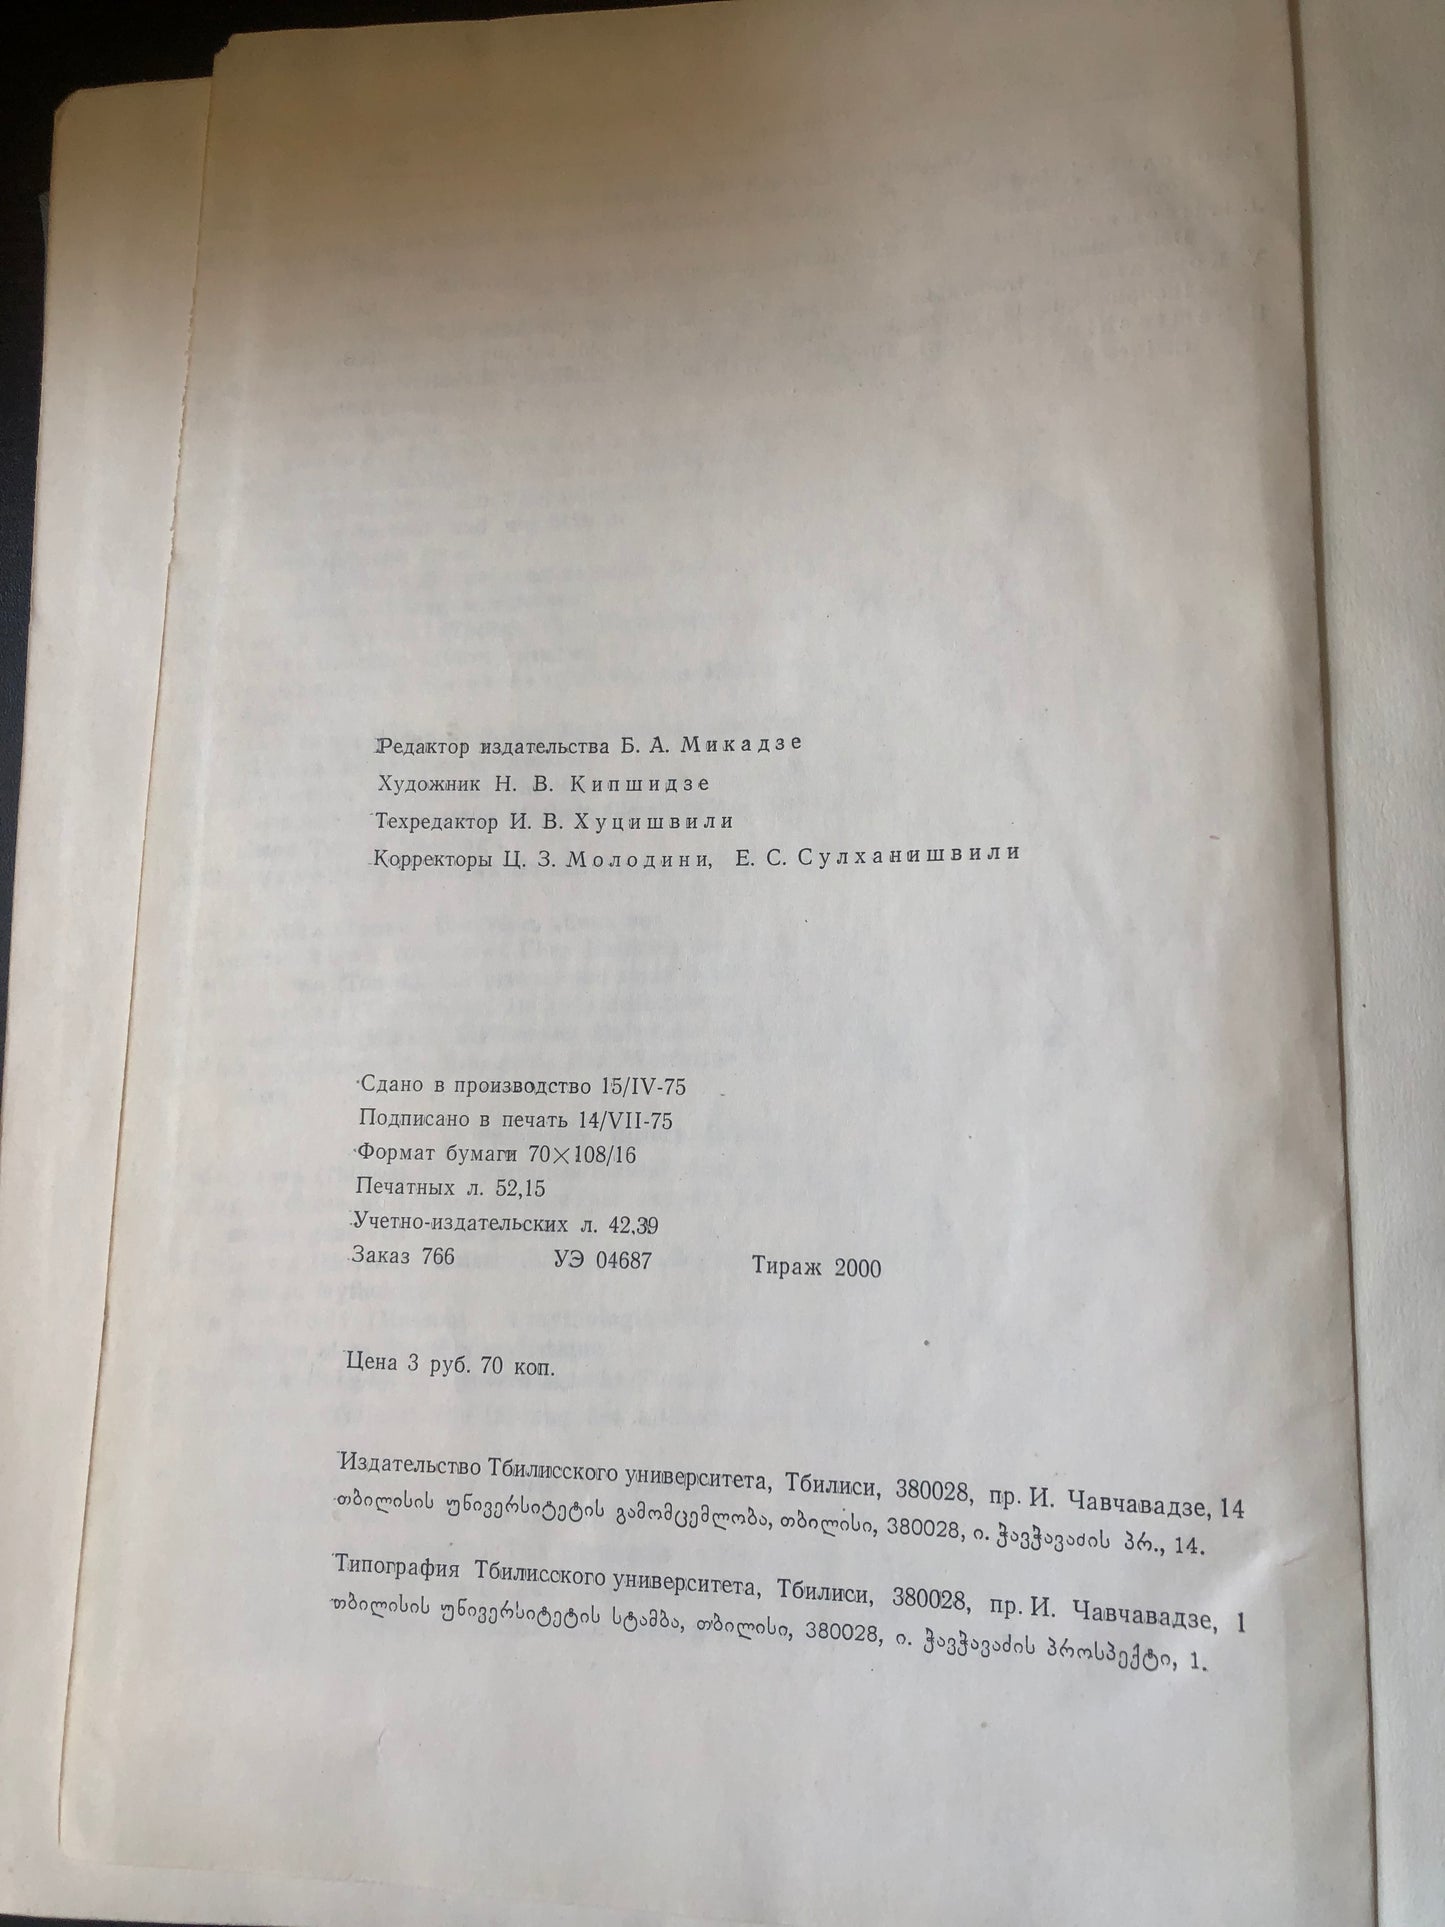 Редактор издательства Б. А. Микадзе
Художник Н. В. Кипшидзе
Техредактор И. В. Хуцишвили
Корректоры Ц. З. Молодини, Е. С. Сулханишвили
Сдано в производство 15/IV-75
Подписано в печать 14/VII-75
Формат бумаги 70×108/16
Печатных л. 52,15
Учетно-издательских л. 42,39
Заказ 766 УЭ 04687 Тираж 2000
Цена 3 руб. 70 коп.
Издательство Тбилисского университета, Тбилиси, 380028, пр. И. Чавчавадзе, 14
თბილისის უნივერსიტეტის გამომცემლობა, თბილისი, 380028, ი. ჭავჭავაძის პრ., 14.
Типография Тбилисского университета, Тбилиси, 380028, пр. И. Чавчавадзе, 1
თბილისის უნივერსიტეტის სტამბა, თბილისი, 380028, ი. ჭავჭავაძის პროსპექტი, 1.